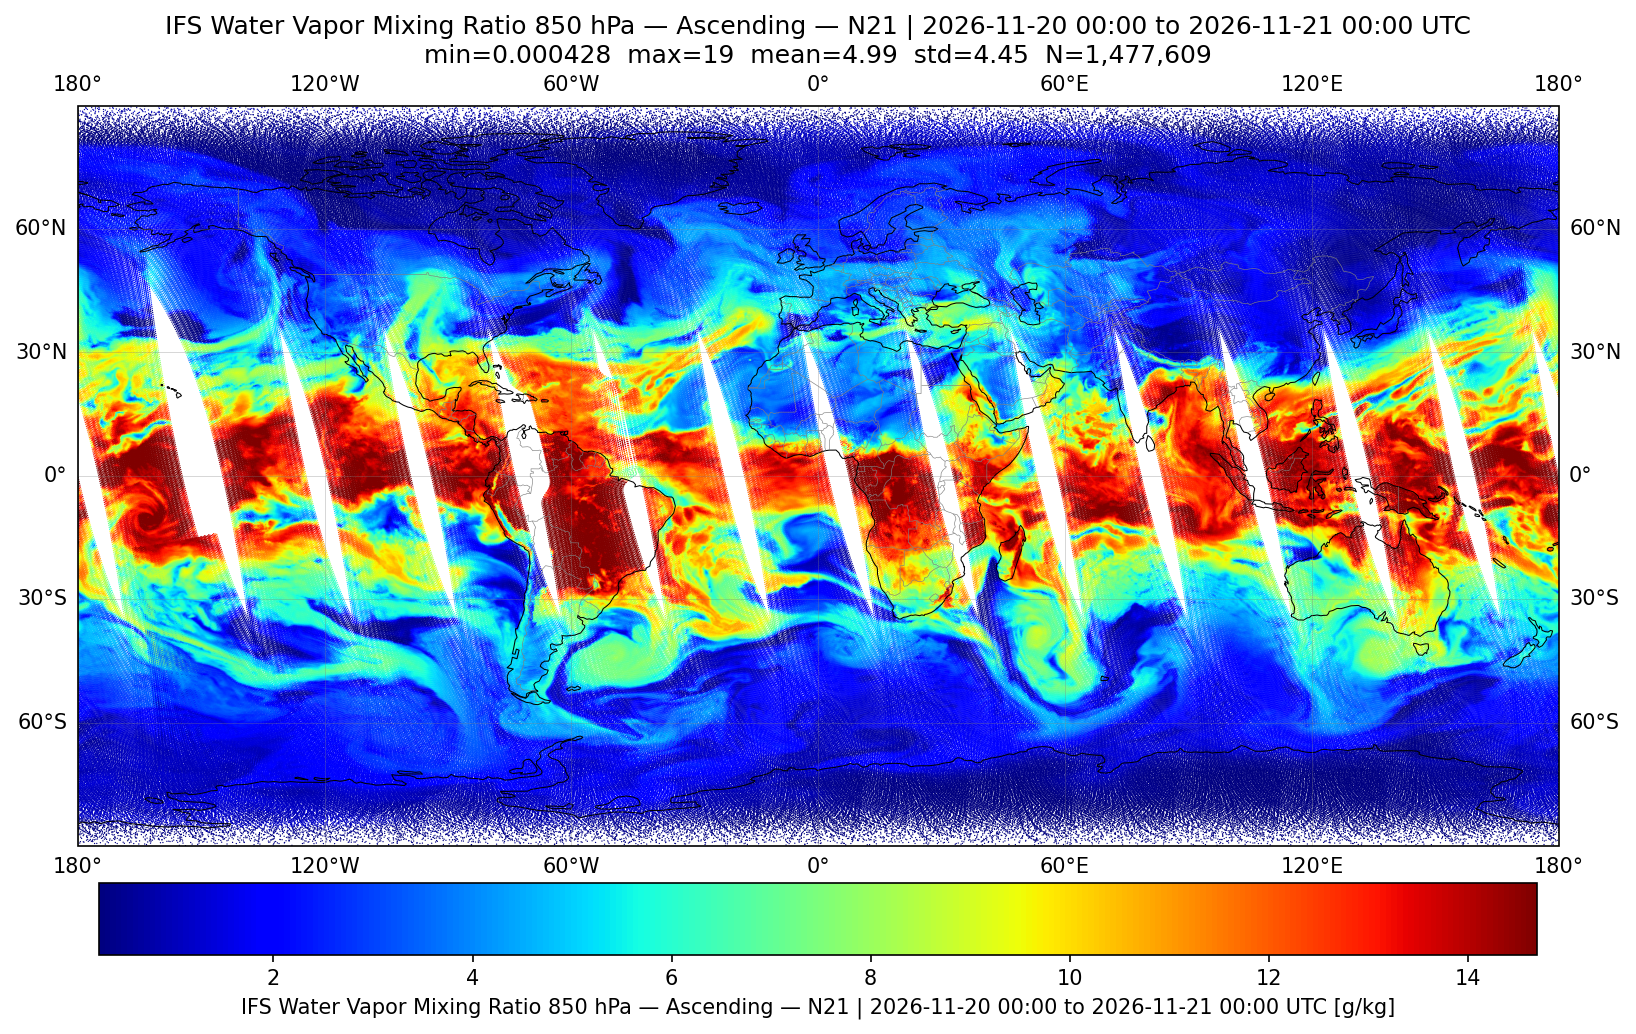 IFS Water Vapor Mixing Ratio 850 hPa — Ascending — N21 | 2026-11-20 00:00 to 2026-11-21 00:00 UTC
min=0.000428 max=19 mean=4.99 std=4.45 N=1,477,609
180° 120°W 60°W 0° 60°E 120°E 180°
60°N 60°N
30°N 30°N
0° 0°
30°S 30°S
60°S 60°S
180° 120°W 60°W 0° 60°E 120°E 180°
2 4 6 8 10 12 14
IFS Water Vapor Mixing Ratio 850 hPa — Ascending — N21 | 2026-11-20 00:00 to 2026-11-21 00:00 UTC [g/kg]